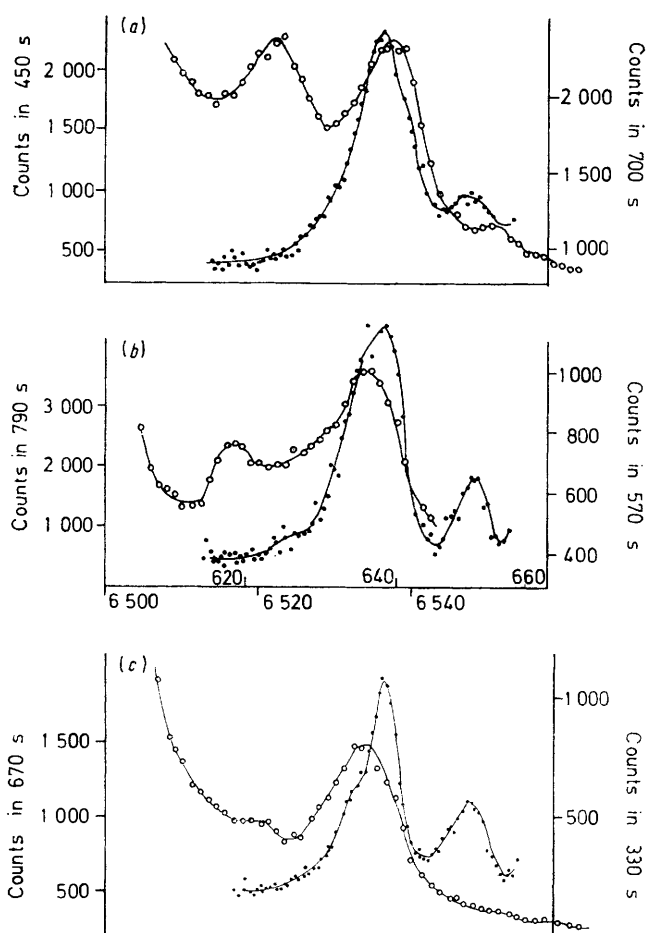 (a)
Counts in 450 s
2 000
1 500
1 000
500
2 000
1 500
1 000
Counts in 700 s
(b)
Counts in 790 s
3 000
2 000
1 000
1 000
800
600
400
Counts in 570 s
620 640 660
6 500 6 520 6 540
(c)
Counts in 670 s
1 500
1 000
500
1 000
500
Counts in 330 s